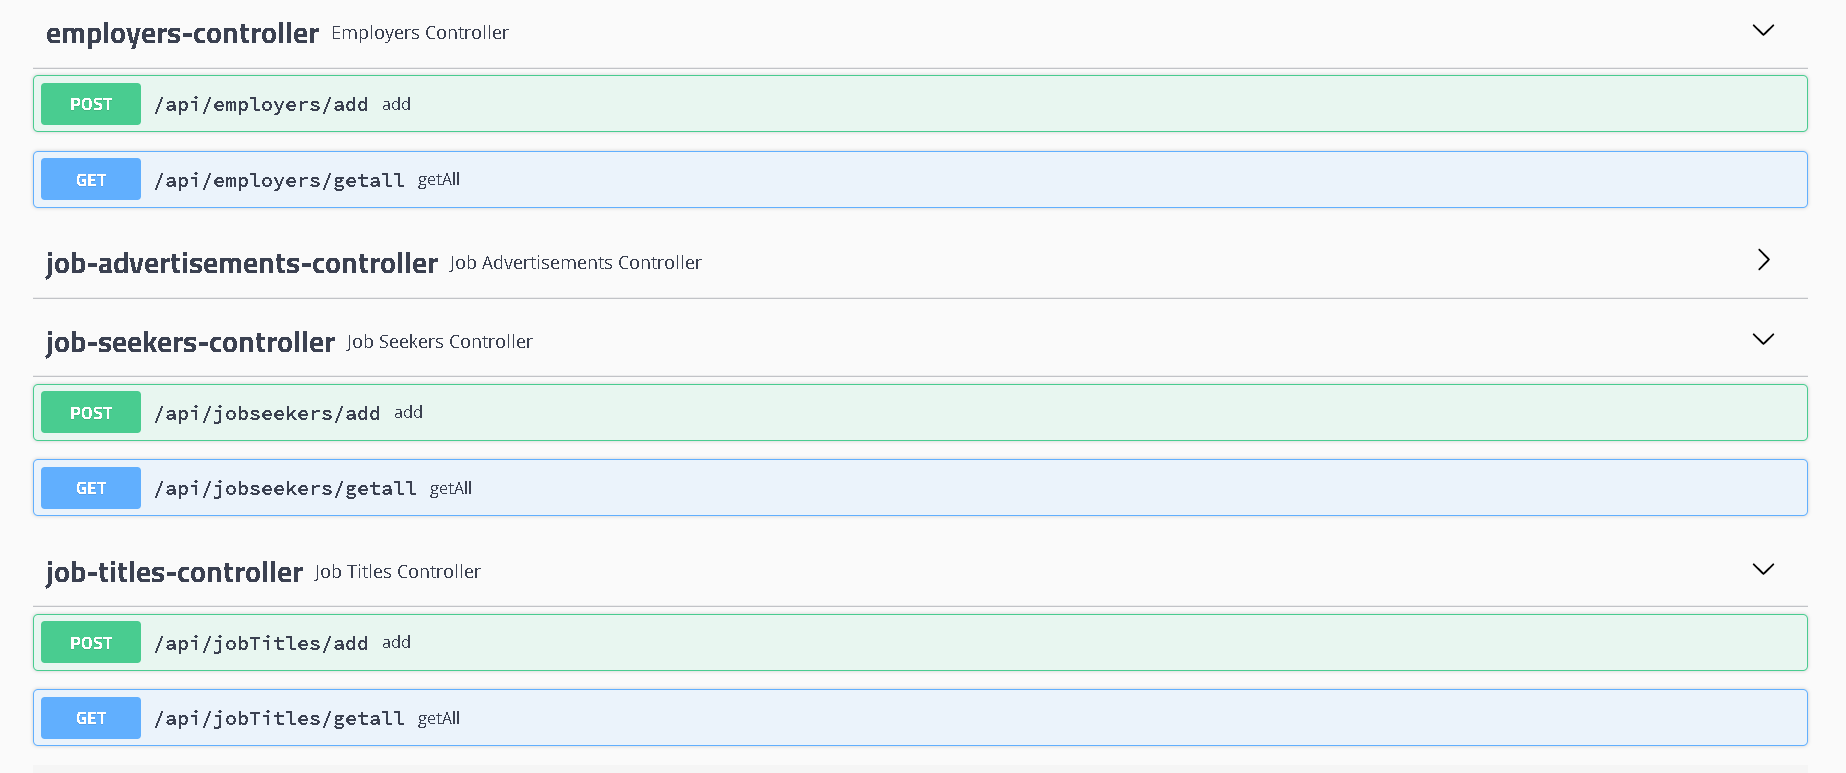 employers-controller Employers Controller
POST /api/employers/add add
GET /api/employers/getall getAll
job-advertisements-controller Job Advertisements Controller
job-seekers-controller Job Seekers Controller
POST /api/jobseekers/add add
GET /api/jobseekers/getall getAll
job-titles-controller Job Titles Controller
POST /api/jobTitles/add add
GET /api/jobTitles/getall getAll